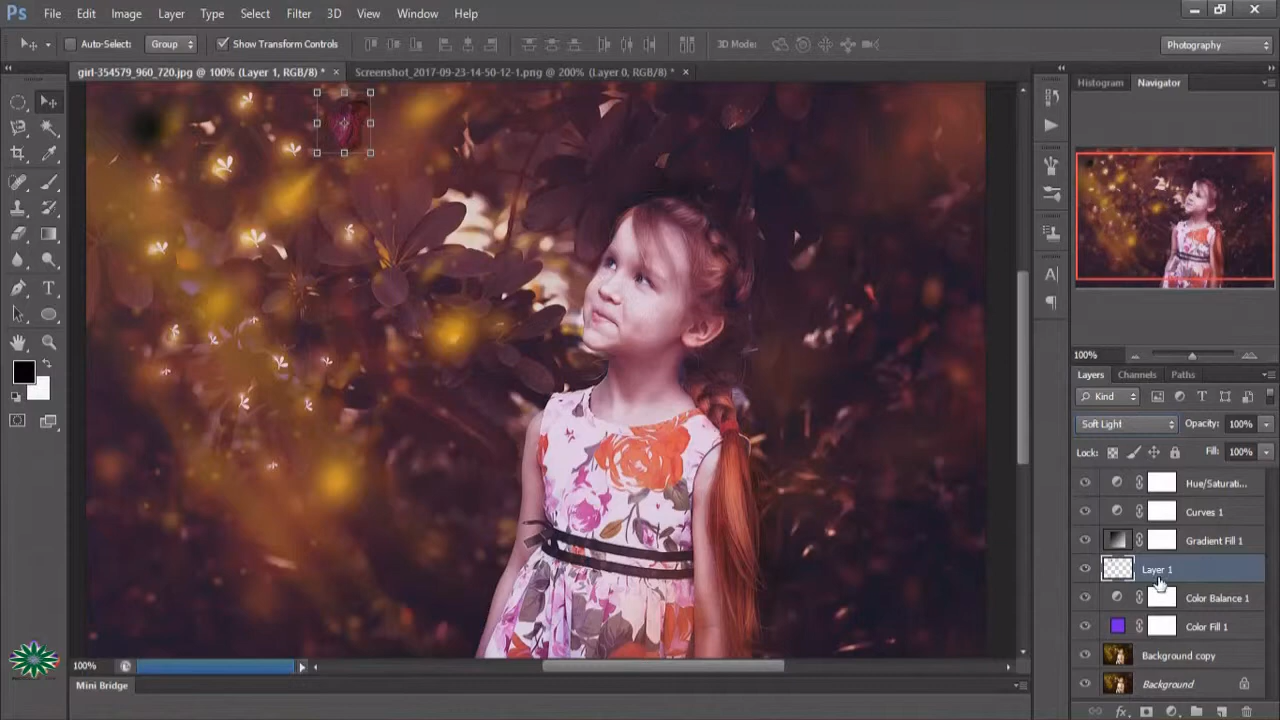 Ps File Edit Image Layer Type Select Filter 3D View Window Help
Auto-Select: Group Show Transform Controls 3D Mode: Photography
girl-354579_960_720.jpg @ 100% (Layer 1, RGB/8) * × Screenshot_2017-09-23-14-50-12-1.png @ 200% (Layer 0, RGB/8) * ×
Histogram Navigator
100%
Layers Channels Paths
Kind
Soft Light Opacity: 100%
Lock: Fill: 100%
Hue/Saturati...
Curves 1
Gradient Fill 1
Layer 1
Color Balance 1
Color Fill 1
Background copy
Background
100%
Mini Bridge